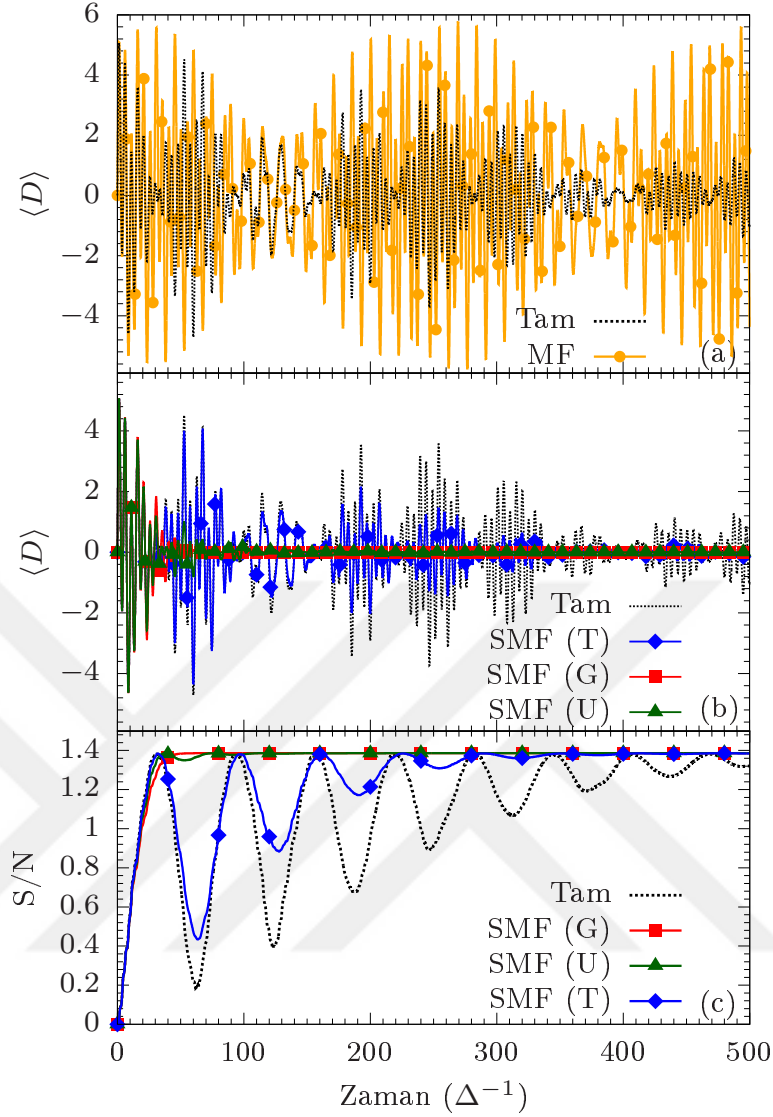 6
4
2
0
−2
−4
⟨D⟩
Tam
MF
(a)
4
2
0
−2
−4
⟨D⟩
Tam
SMF (T)
SMF (G)
SMF (U)
(b)
1.4
1.2
1
0.8
0.6
0.4
0.2
0
S/N
Tam
SMF (G)
SMF (U)
SMF (T)
(c)
0 100 200 300 400 500
Zaman (Δ⁻¹)